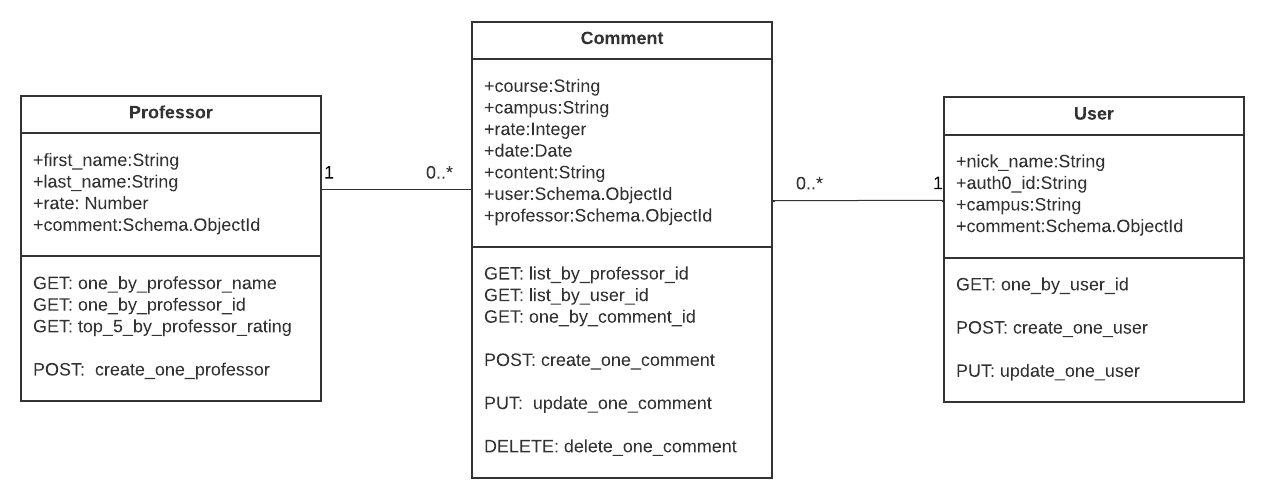 Professor
+first_name:String
+last_name:String
+rate: Number
+comment:Schema.ObjectId
GET: one_by_professor_name
GET: one_by_professor_id
GET: top_5_by_professor_rating
POST:  create_one_professor
1
0..*
Comment
+course:String
+campus:String
+rate:Integer
+date:Date
+content:String
+user:Schema.ObjectId
+professor:Schema.ObjectId
GET: list_by_professor_id
GET: list_by_user_id
GET: one_by_comment_id
POST: create_one_comment
PUT:  update_one_comment
DELETE: delete_one_comment
0..*
1
User
+nick_name:String
+auth0_id:String
+campus:String
+comment:Schema.ObjectId
GET: one_by_user_id
POST: create_one_user
PUT: update_one_user